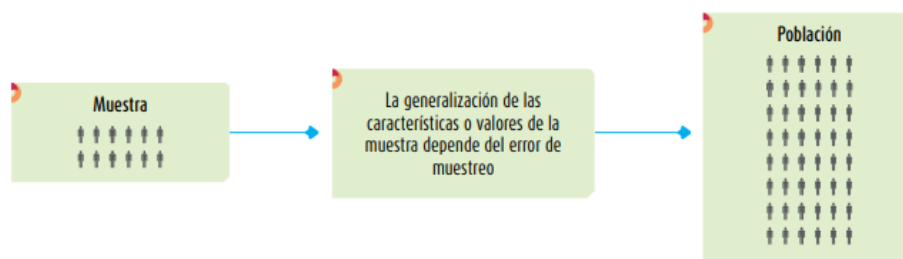 Muestra
La generalización de las
características o valores de la
muestra depende del error de
muestreo
Población